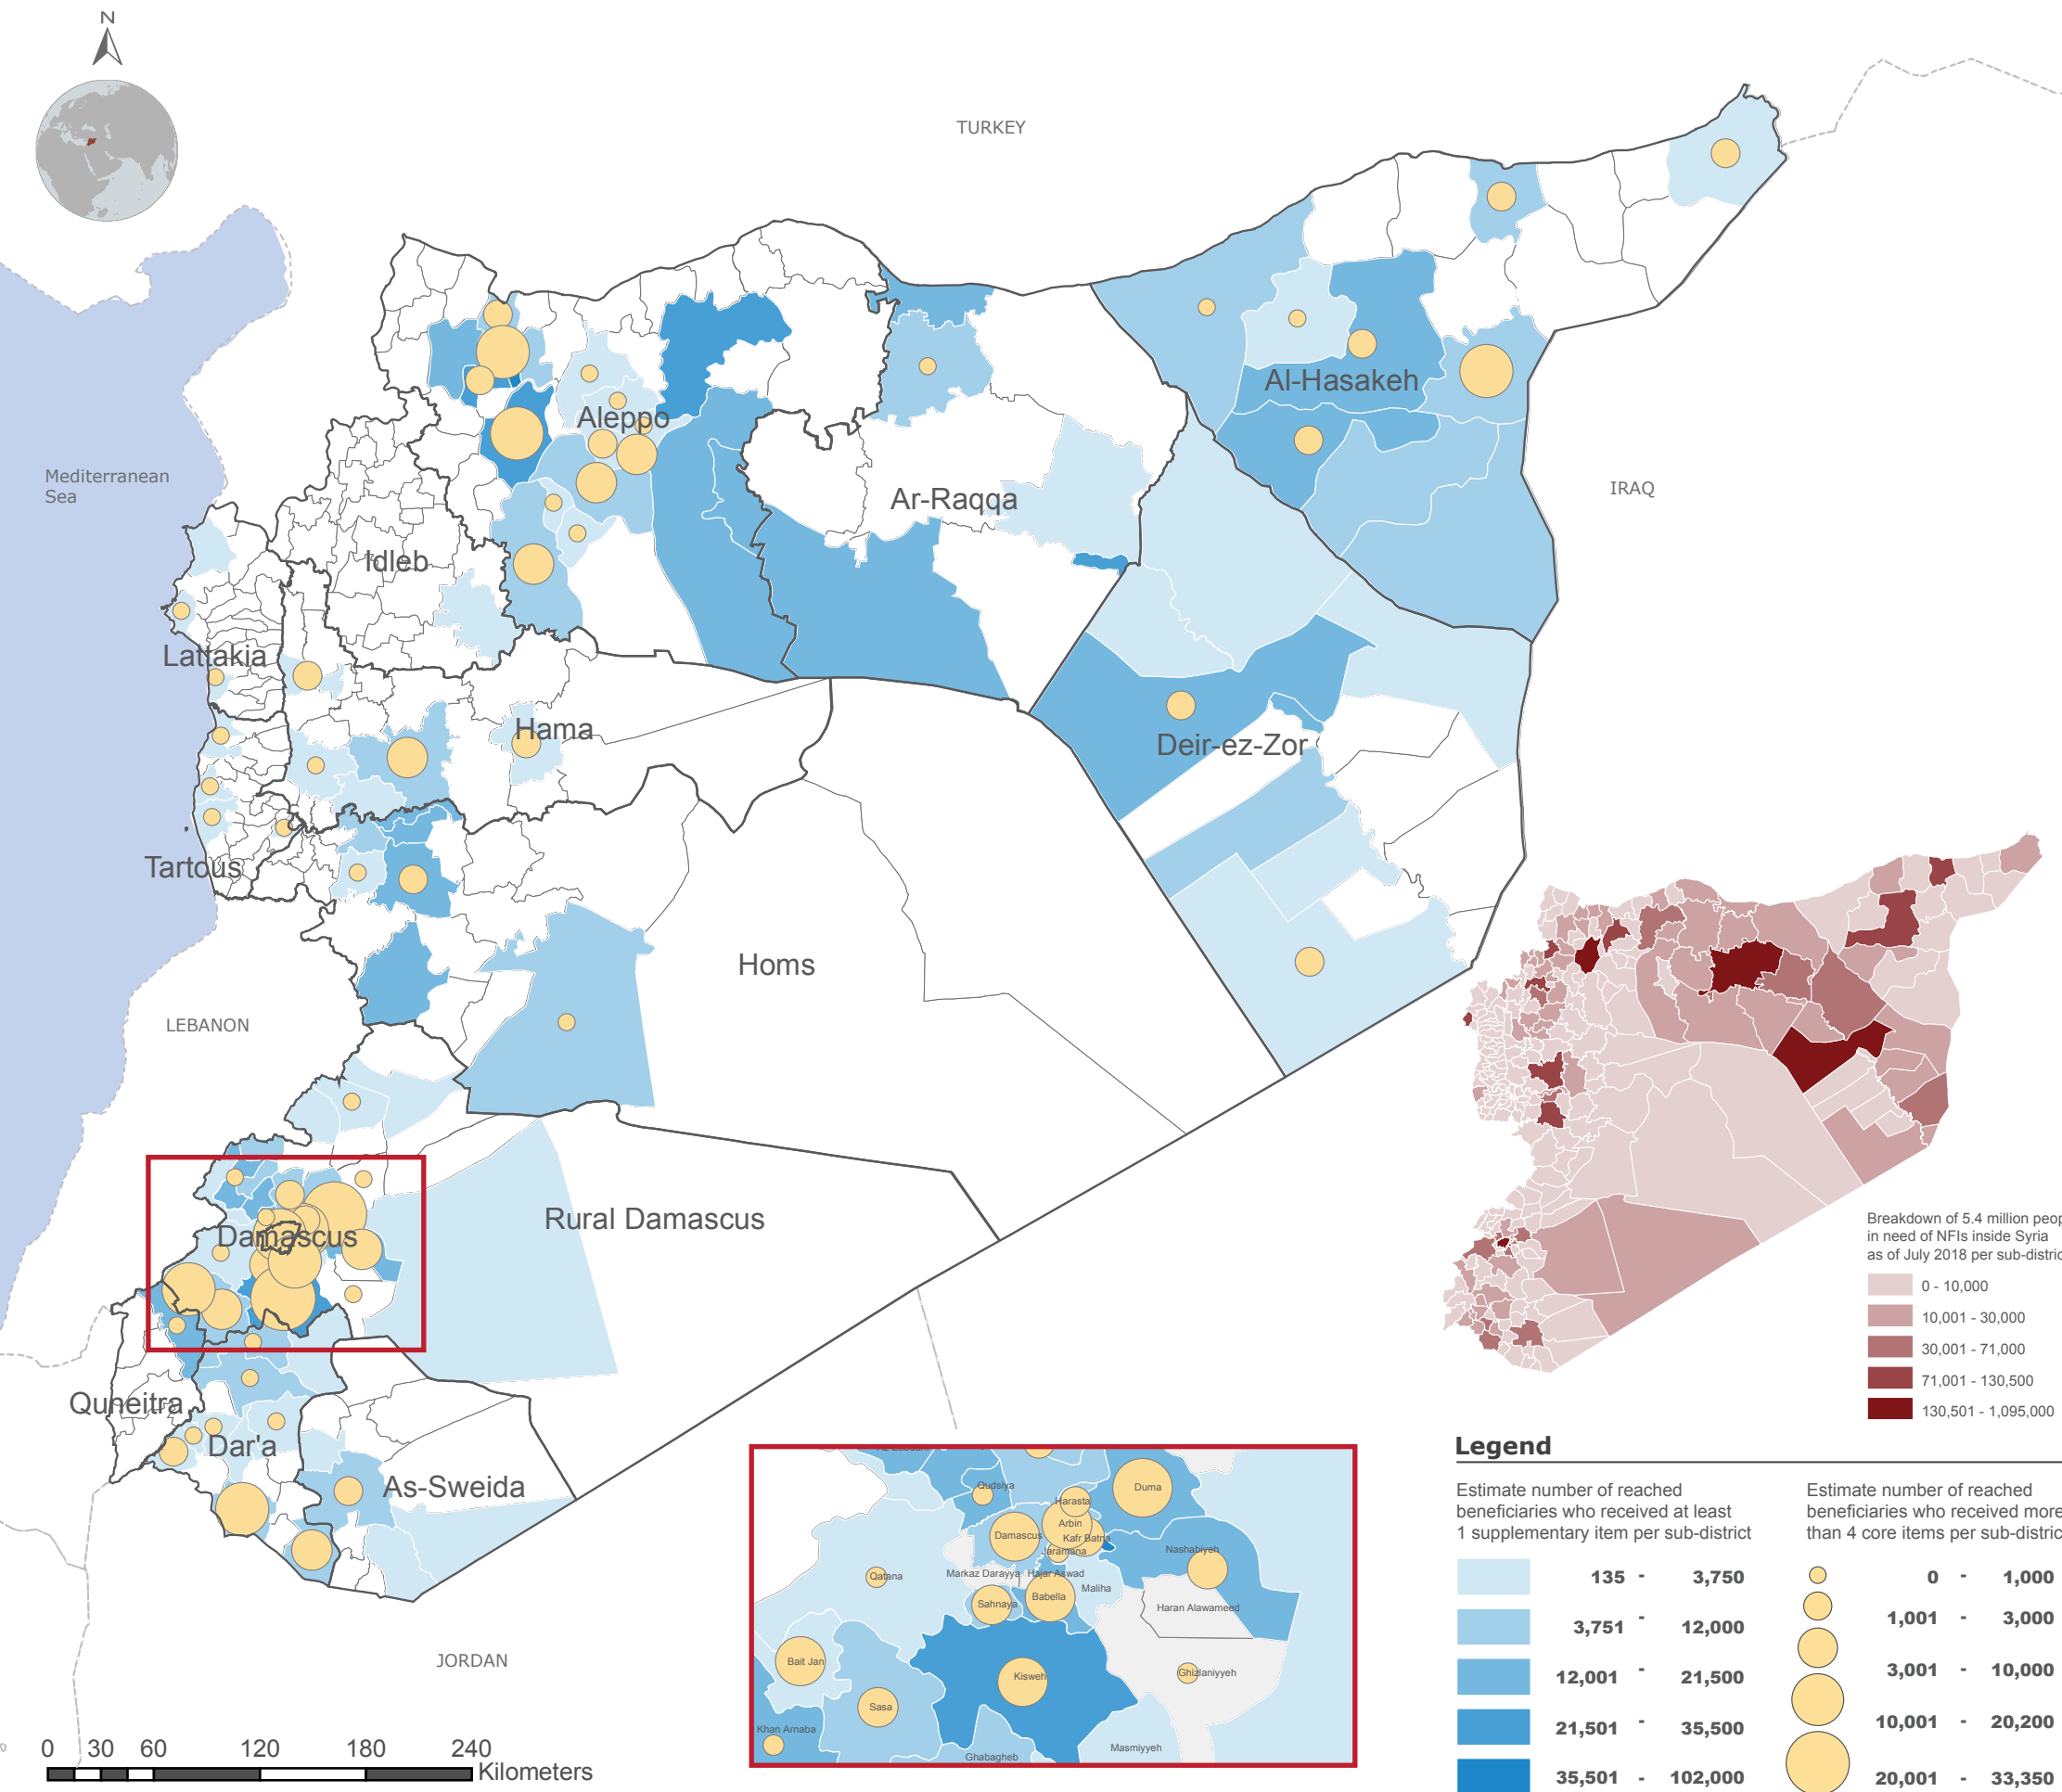 N
TURKEY
Mediterranean
Sea
Aleppo
Al-Hasakeh
Ar-Raqqa
IRAQ
Idleb
Lattakia
Hama
Deir-ez-Zor
Tartous
Homs
LEBANON
Rural Damascus
Damascus
Quneitra
Dar'a
As-Sweida
JORDAN
0 30 60 120 180 240
Kilometers
Qudsiya
Duma
Harasta
Arbin
Damascus
Kafr Batna
Jaramana
Nashabiyeh
Qatana
Markaz Darayya
Hajar Aswad
Maliha
Sahnaya
Babella
Haran Alawameed
Bait Jan
Kisweh
Ghizlaniyyeh
Sasa
Khan Arnaba
Ghabagheb
Masmiyyeh
Breakdown of 5.4 million peop
in need of NFIs inside Syria
as of July 2018 per sub-distric
0 - 10,000
10,001 - 30,000
30,001 - 71,000
71,001 - 130,500
130,501 - 1,095,000
Legend
Estimate number of reached
beneficiaries who received at least
1 supplementary item per sub-district
135 - 3,750
3,751 - 12,000
12,001 - 21,500
21,501 - 35,500
35,501 - 102,000
Estimate number of reached
beneficiaries who received more
than 4 core items per sub-distric
0 - 1,000
1,001 - 3,000
3,001 - 10,000
10,001 - 20,200
20,001 - 33,350